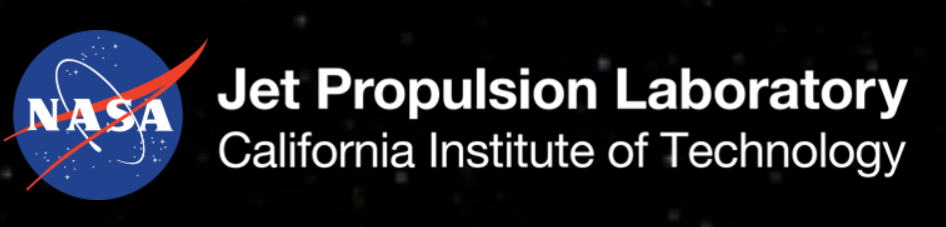 NASA
Jet Propulsion Laboratory
California Institute of Technology